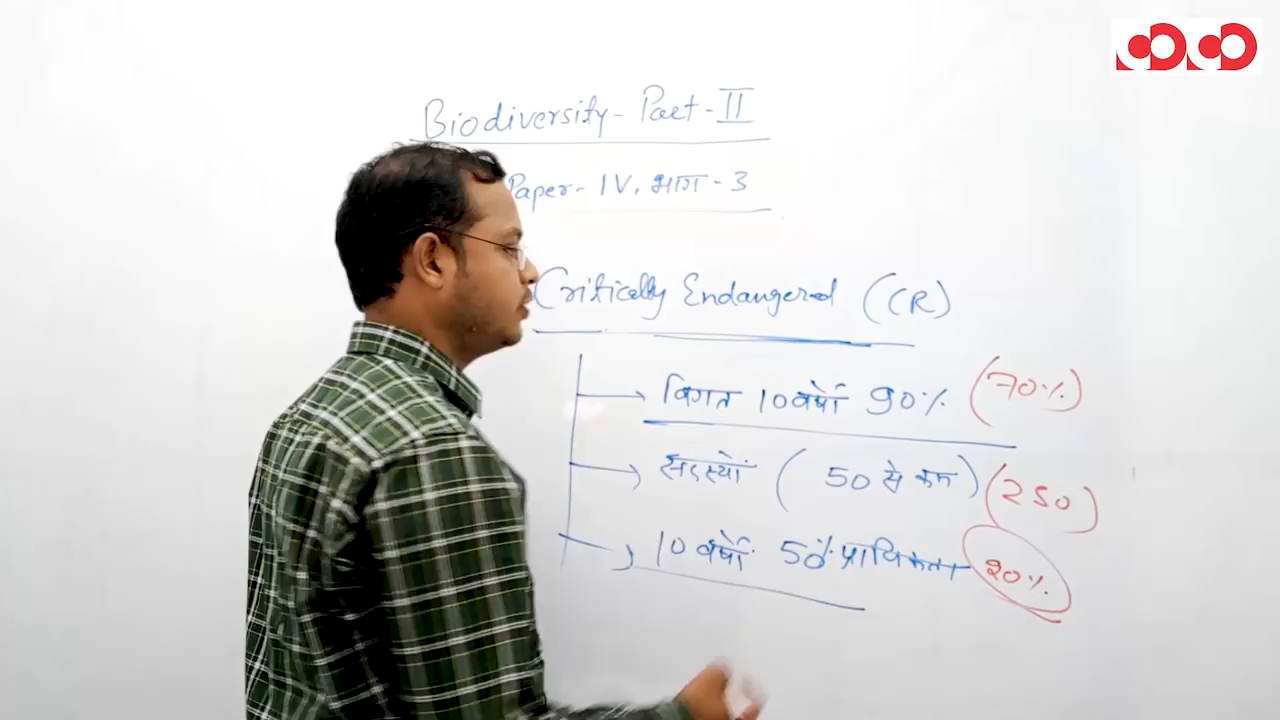 Biodiversity - Part - II
Paper - IV, भाग - 3
Critically Endangered (CR)
विगत 10 वर्षों 90% (70%)
सदस्यों (50 से कम) (250)
10 वर्षों 50% प्रायिकता 20%